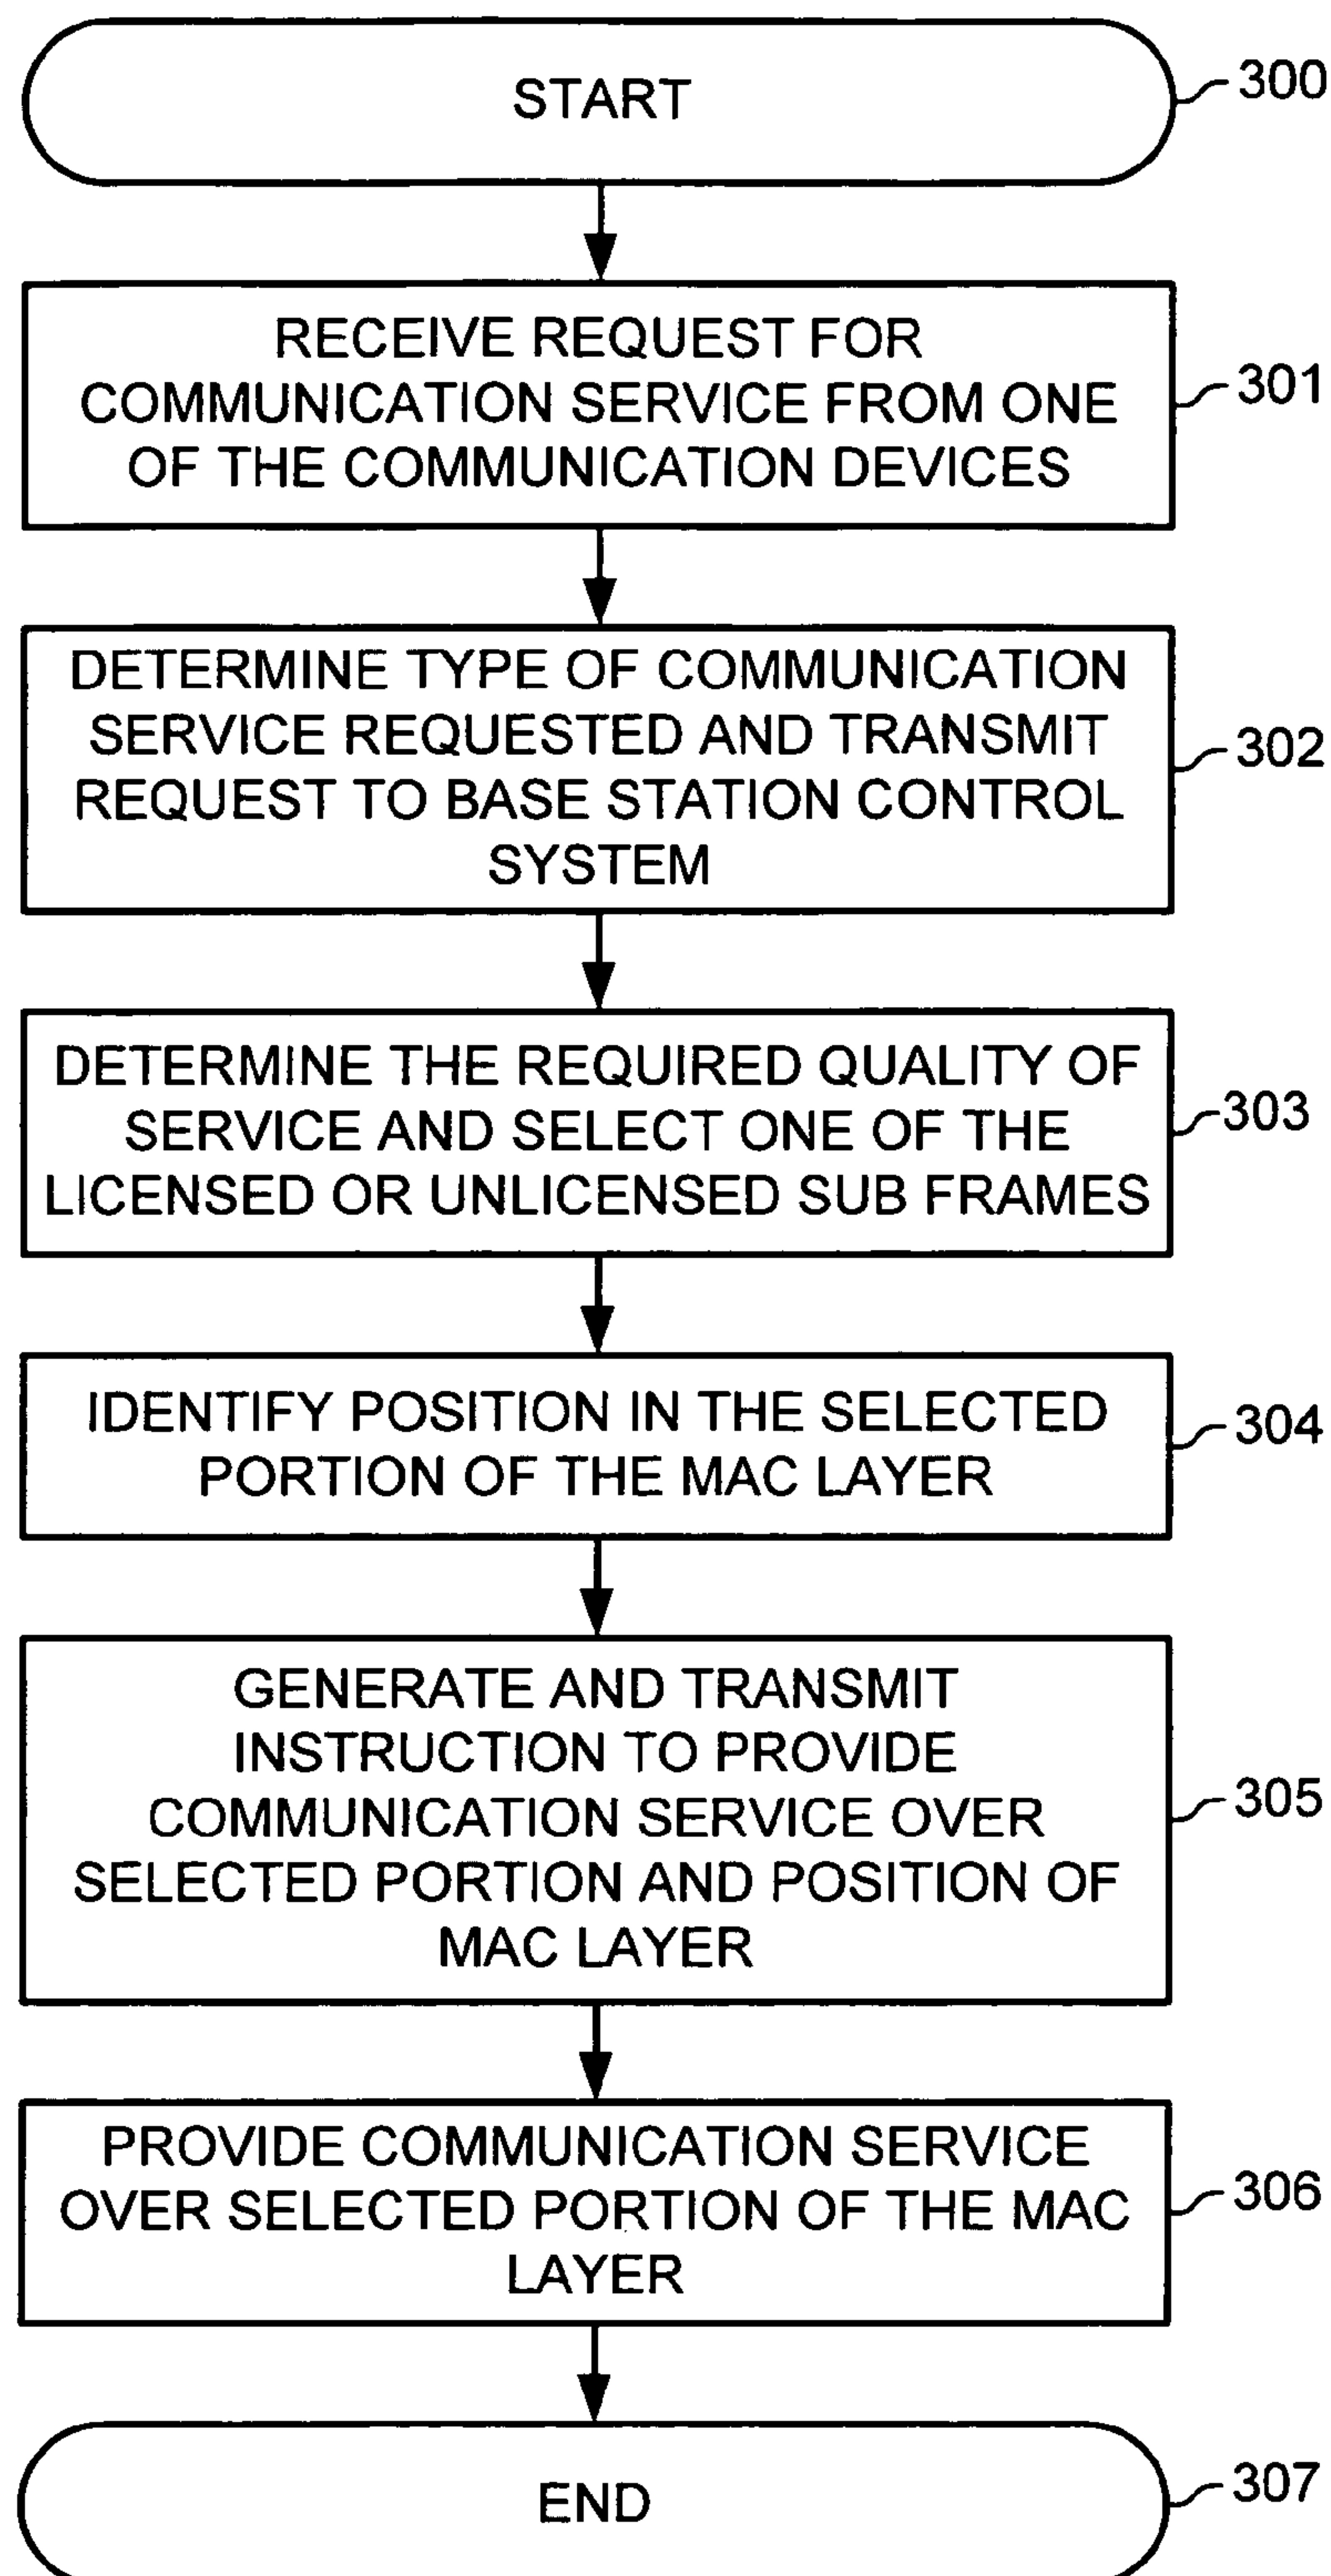 START
300
RECEIVE REQUEST FOR
COMMUNICATION SERVICE FROM ONE
OF THE COMMUNICATION DEVICES
301
DETERMINE TYPE OF COMMUNICATION
SERVICE REQUESTED AND TRANSMIT
REQUEST TO BASE STATION CONTROL
SYSTEM
302
DETERMINE THE REQUIRED QUALITY OF
SERVICE AND SELECT ONE OF THE
LICENSED OR UNLICENSED SUB FRAMES
303
IDENTIFY POSITION IN THE SELECTED
PORTION OF THE MAC LAYER
304
GENERATE AND TRANSMIT
INSTRUCTION TO PROVIDE
COMMUNICATION SERVICE OVER
SELECTED PORTION AND POSITION OF
MAC LAYER
305
PROVIDE COMMUNICATION SERVICE
OVER SELECTED PORTION OF THE MAC
LAYER
306
END
307